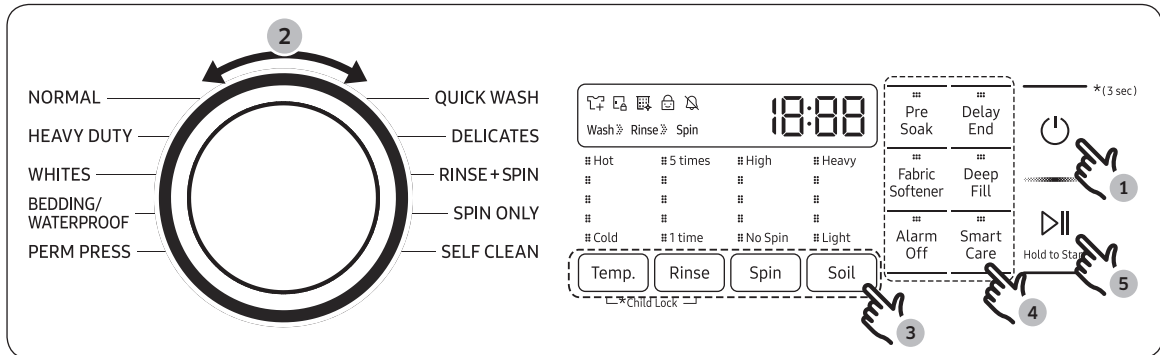 2
NORMAL
HEAVY DUTY
WHITES
BEDDING/
WATERPROOF
PERM PRESS
QUICK WASH
DELICATES
RINSE+SPIN
SPIN ONLY
SELF CLEAN
18:88
Wash Rinse Spin
Hot 5 times High Heavy
Cold 1 time No Spin Light
Temp. Rinse Spin Soil
*Child Lock
3
Pre
Soak
Delay
End
Fabric
Softener
Deep
Fill
Alarm
Off
Smart
Care
4
*(3 sec)
1
Hold to Star
5